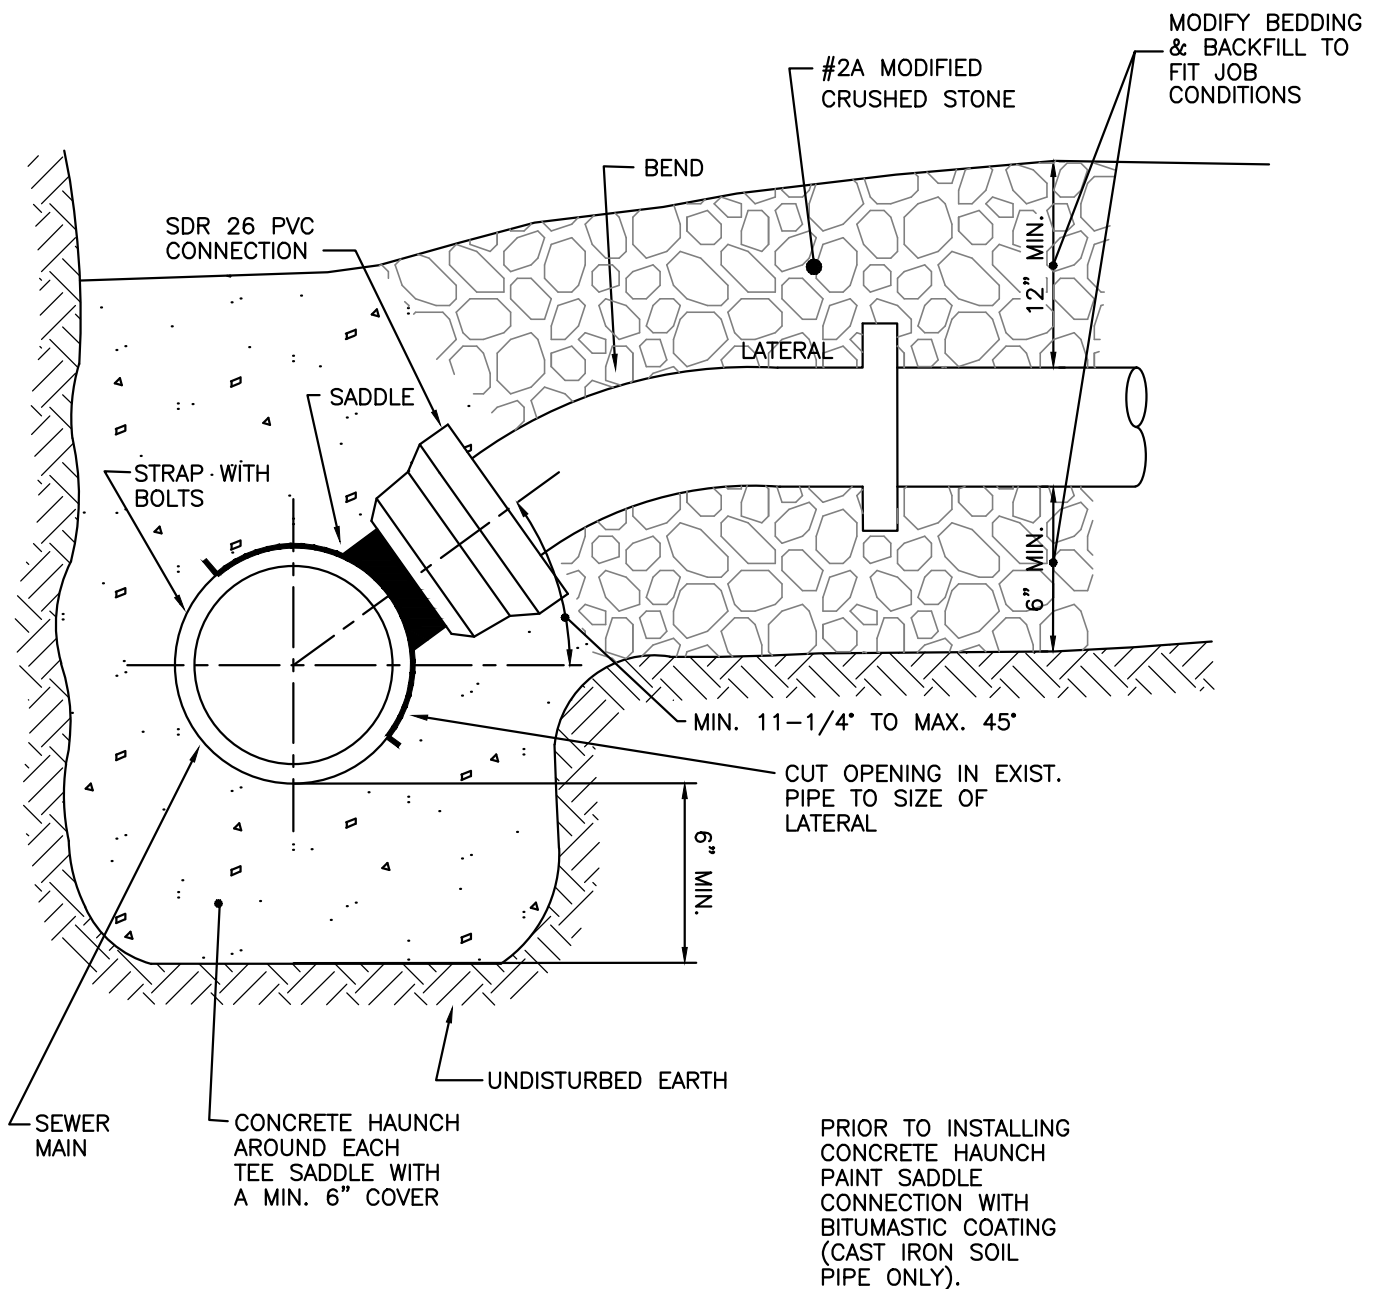 MODIFY BEDDING
& BACKFILL TO
FIT JOB
CONDITIONS
#2A MODIFIED
CRUSHED STONE
BEND
SDR 26 PVC
CONNECTION
12" MIN.
LATERAL
SADDLE
STRAP WITH
BOLTS
6" MIN.
MIN. 11-1/4° TO MAX. 45°
CUT OPENING IN EXIST.
PIPE TO SIZE OF
LATERAL
6" MIN.
UNDISTURBED EARTH
SEWER
MAIN
CONCRETE HAUNCH
AROUND EACH
TEE SADDLE WITH
A MIN. 6" COVER
PRIOR TO INSTALLING
CONCRETE HAUNCH
PAINT SADDLE
CONNECTION WITH
BITUMASTIC COATING
(CAST IRON SOIL
PIPE ONLY).